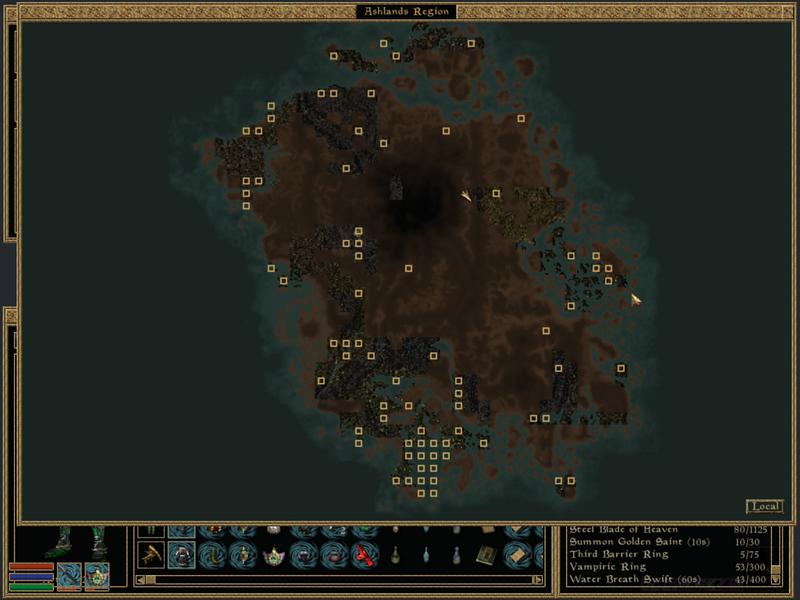 Ashlands Region
Local
Steel Blade of Heaven 80/1125
Summon Golden Saint (10s) 10/30
Third Barrier Ring 5/75
Vampiric Ring 53/300
Water Breath Swift (60s) 43/400